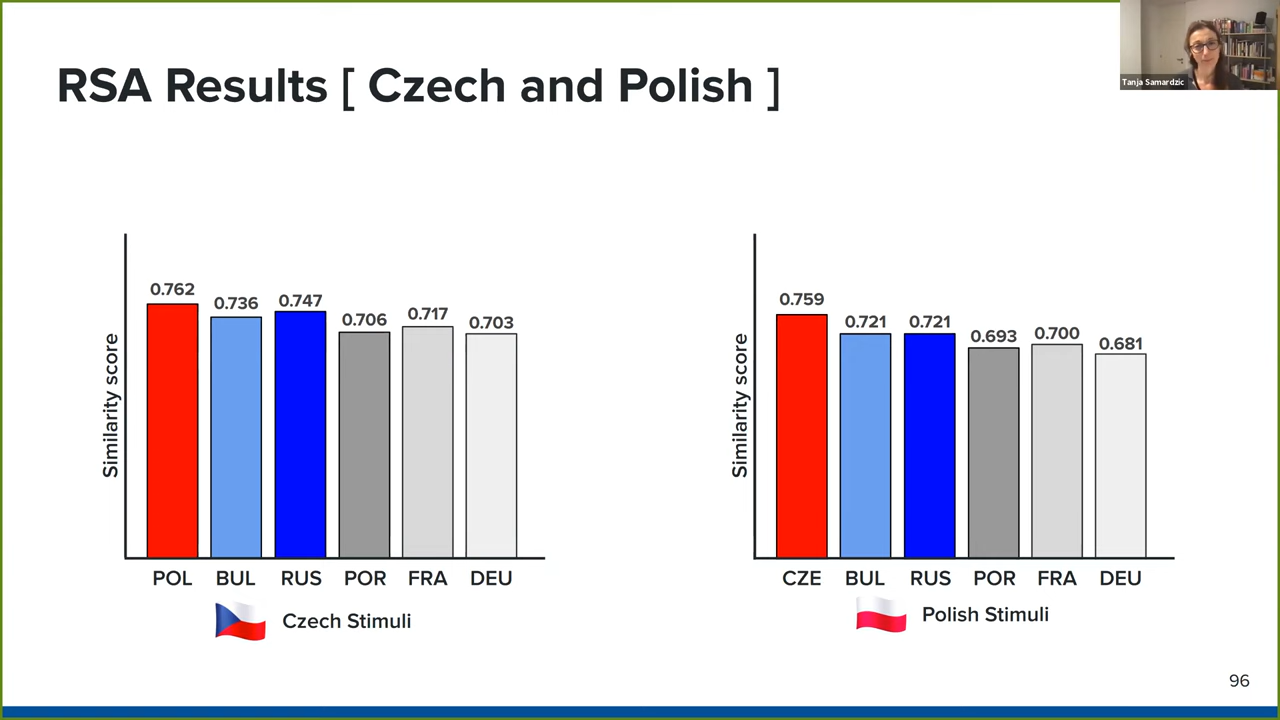 Tanja Samardzic
RSA Results [ Czech and Polish ]
Similarity score
0.762
0.736
0.747
0.706
0.717
0.703
POL BUL RUS POR FRA DEU
Czech Stimuli
Similarity score
0.759
0.721
0.721
0.693
0.700
0.681
CZE BUL RUS POR FRA DEU
Polish Stimuli
96